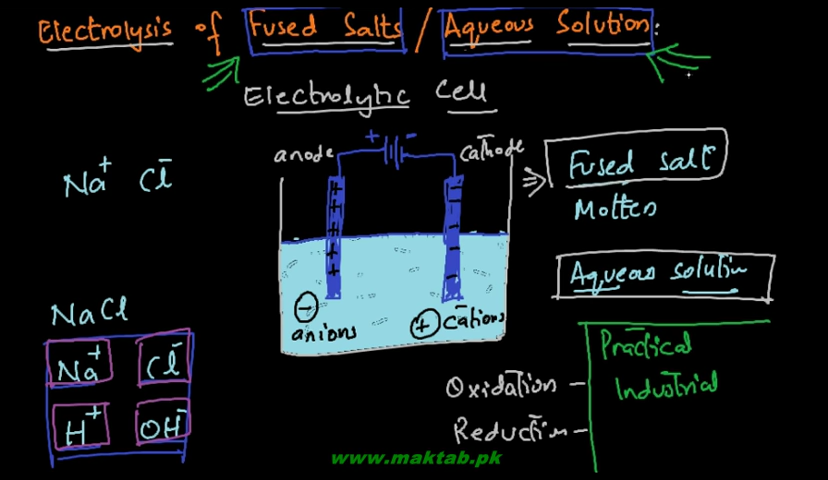 Electrolysis of Fused Salts / Aqueous Solution:
Electrolytic Cell
anode + - cathode
Na⁺ Cl⁻
Fused salt
Molten
Aqueous solution
NaCl
- anions
+ cations
Na⁺ Cl⁻
H⁺ OH⁻
Practical
Industrial
Oxidation –
Reduction –
www.maktab.pk